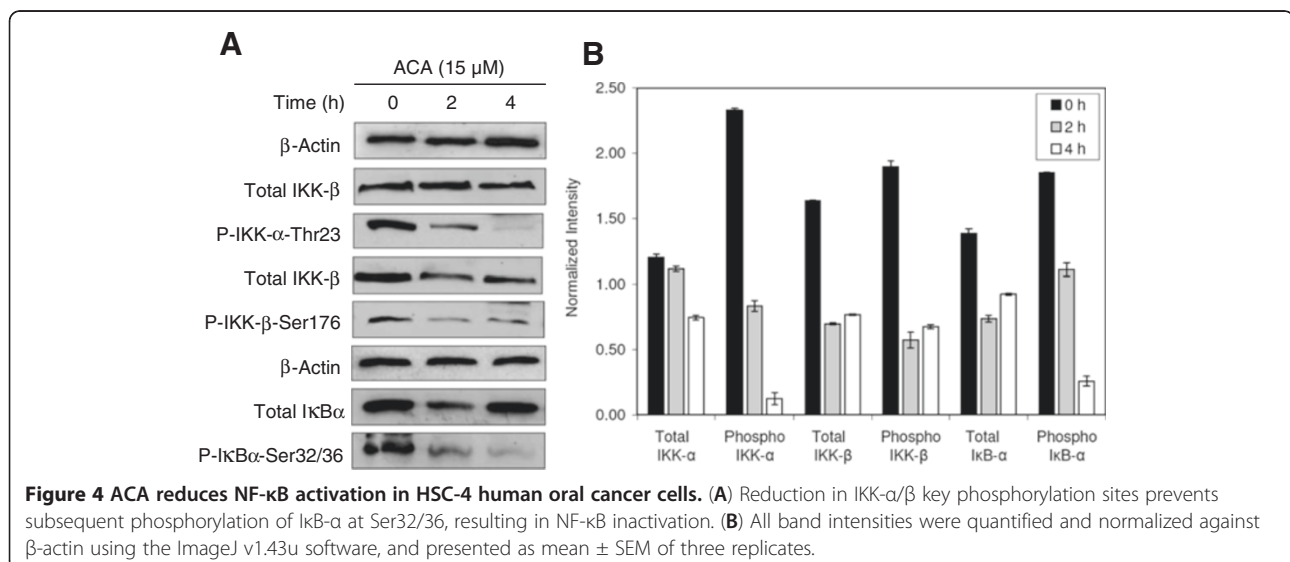 A
ACA (15 µM)
Time (h) 0 2 4
β-Actin
Total IKK-β
P-IKK-α-Thr23
Total IKK-β
P-IKK-β-Ser176
β-Actin
Total IκBα
P-IκBα-Ser32/36
B
Normalized Intensity
2.50
2.00
1.50
1.00
0.50
0.00
0 h
2 h
4 h
Total IKK-α
Phospho IKK-α
Total IKK-β
Phospho IKK-β
Total IκB-α
Phospho IκB-α
Figure 4 ACA reduces NF-κB activation in HSC-4 human oral cancer cells. (A) Reduction in IKK-α/β key phosphorylation sites prevents
subsequent phosphorylation of IκB-α at Ser32/36, resulting in NF-κB inactivation. (B) All band intensities were quantified and normalized against
β-actin using the ImageJ v1.43u software, and presented as mean ± SEM of three replicates.